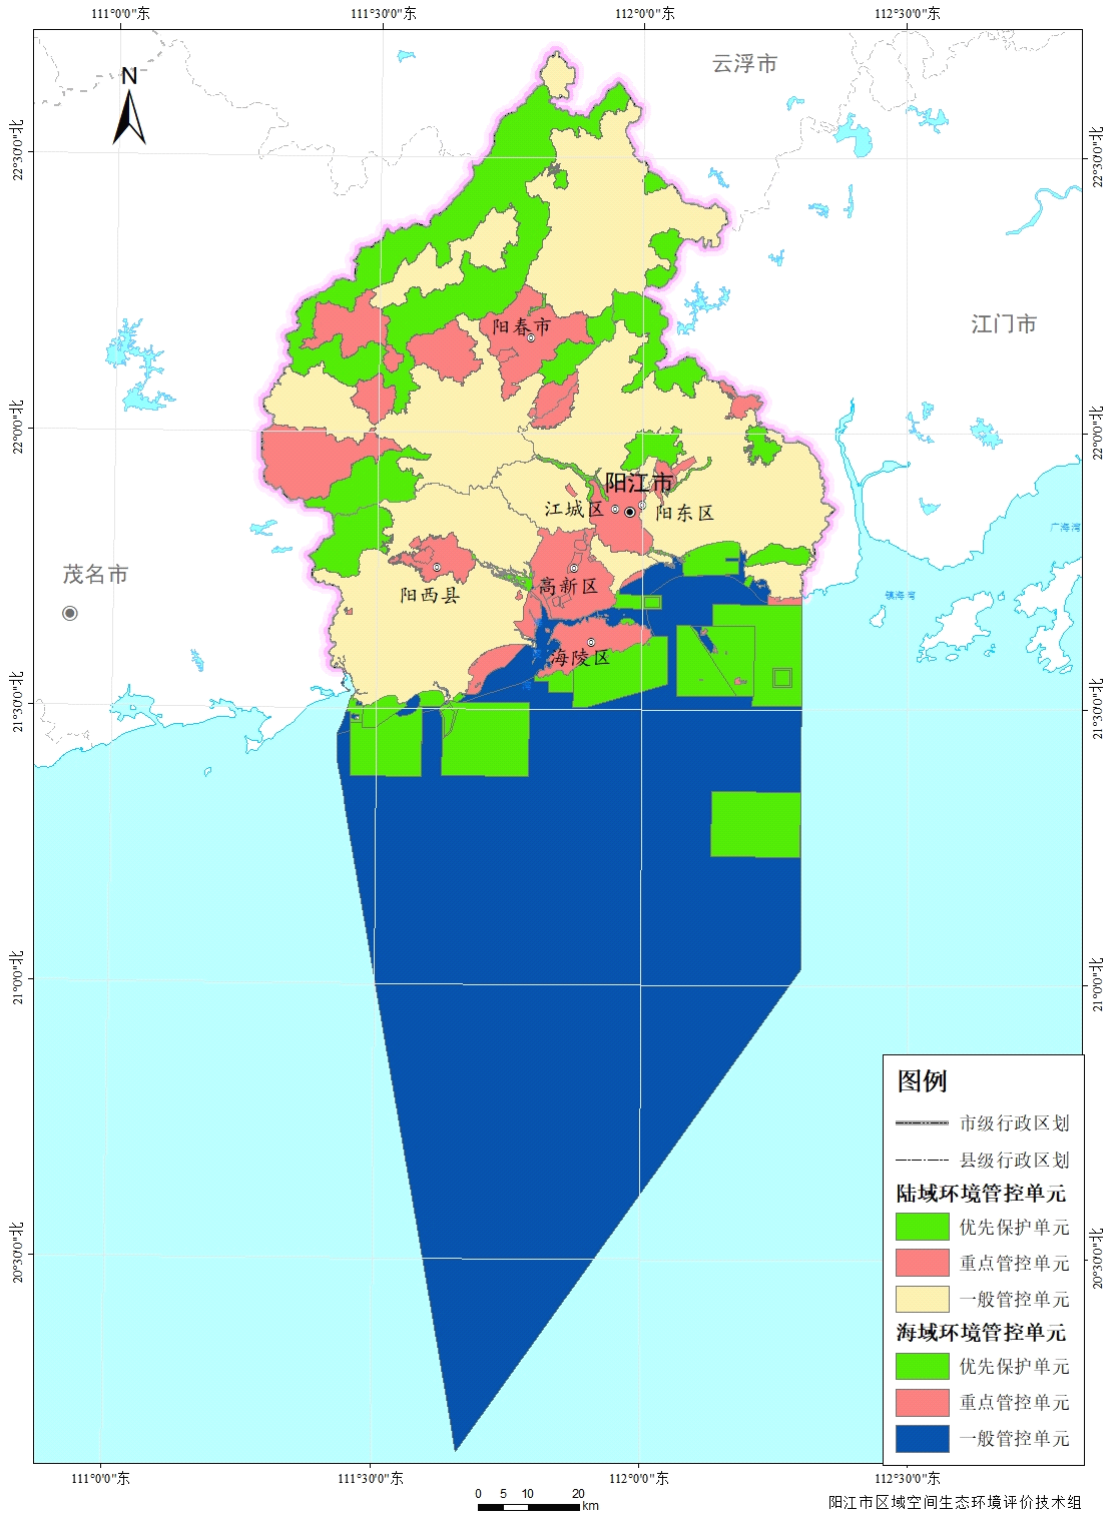 111°0'0"东
111°30'0"东
112°0'0"东
112°30'0"东
N
云浮市
22°30'0"北
22°30'0"北
江门市
阳春市
22°0'0"北
22°0'0"北
阳江市
江城区
阳东区
广海湾
茂名市
高新区
阳西县
镇海湾
海陵区
21°30'0"北
21°30'0"北
21°0'0"北
21°0'0"北
图例
市级行政区划
县级行政区划
陆域环境管控单元
优先保护单元
重点管控单元
一般管控单元
海域环境管控单元
优先保护单元
重点管控单元
一般管控单元
20°30'0"北
20°30'0"北
111°0'0"东
111°30'0"东
112°0'0"东
112°30'0"东
0 5 10 20
km
阳江市区域空间生态环境评价技术组